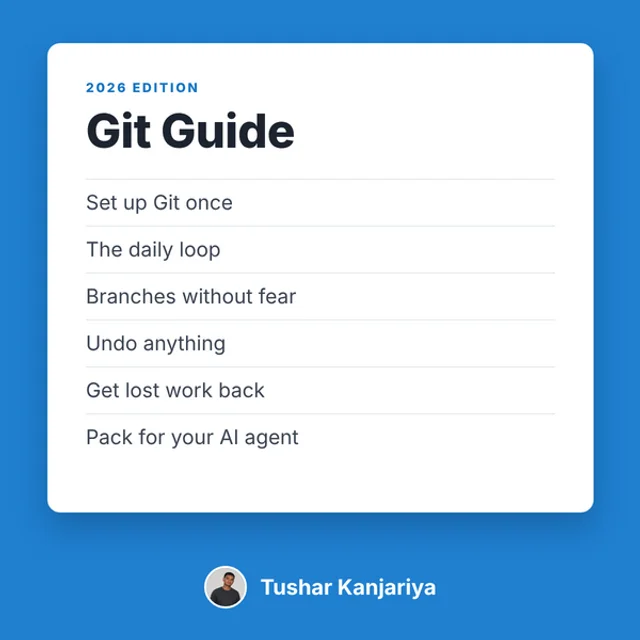 2026 EDITION
Git Guide
Set up Git once
The daily loop
Branches without fear
Undo anything
Get lost work back
Pack for your AI agent
Tushar Kanjariya